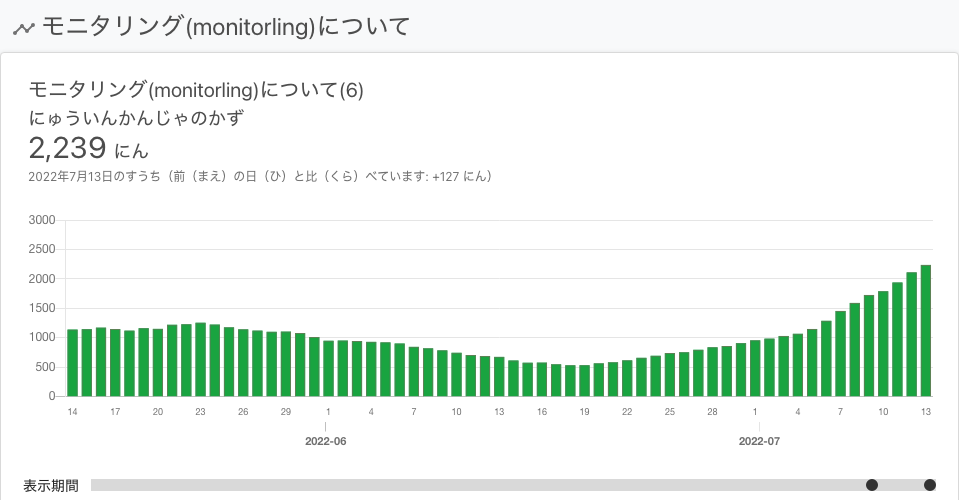 モニタリング(monitorling)について
モニタリング(monitorling)について(6)
にゅういんかんじゃのかず
2,239 にん
2022年7月13日のすうち（前（まえ）の日（ひ）と比（くら）べています: +127 にん）
3000
2500
2000
1500
1000
500
0
14 17 20 23 26 29 1 4 7 10 13 16 19 22 25 28 1 4 7 10 13
2022-06 2022-07
表示期間